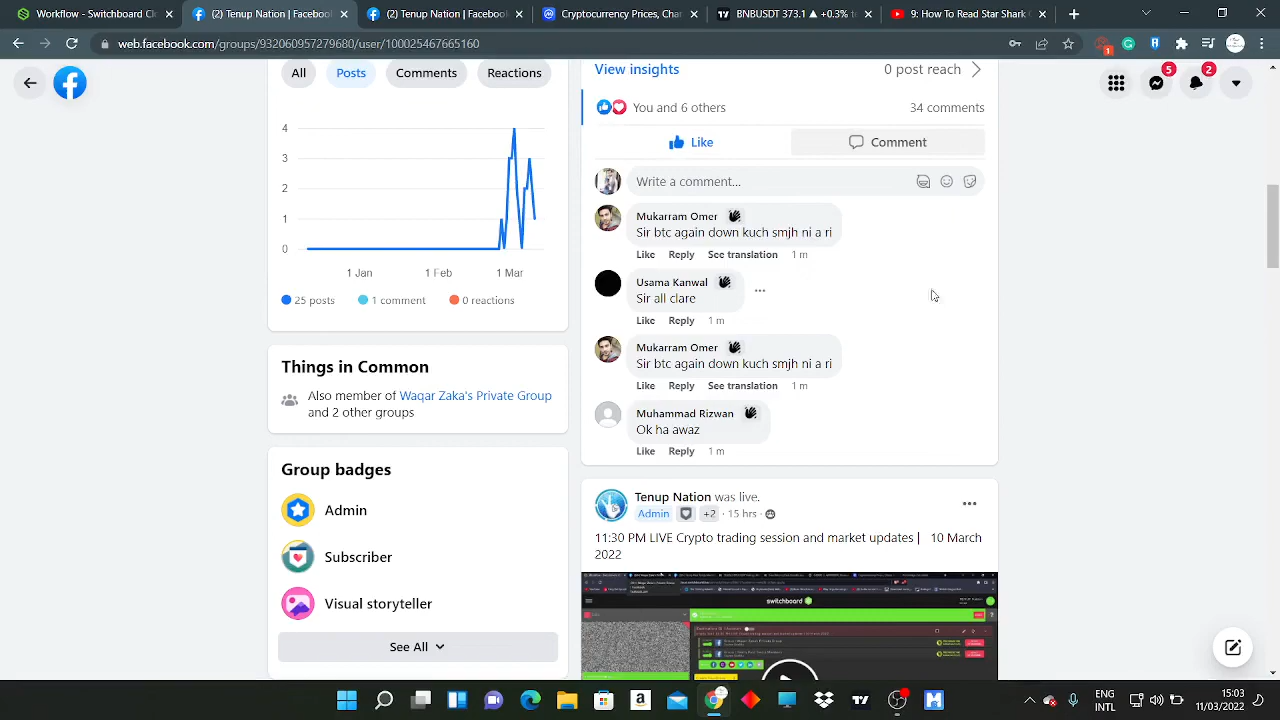 Workflow - Switchboard C
(2) Tenup Nation | Facebook
(2) Tenup Nation | Facebook
Cryptocurrency Prices, Char
BNBUSDT 373.1 ▲ +0.3%
9: How To Read Star Shark
web.facebook.com/groups/932060957279680/user/
1
All Posts Comments Reactions
4
3
2
1
0
1 Jan 1 Feb 1 Mar
25 posts 1 comment 0 reactions
Things in Common
Also member of Waqar Zaka's Private Group
and 2 other groups
Group badges
Admin
Subscriber
Visual storyteller
See all
View insights 0 post reach
You and 6 others 34 comments
Like Comment
Write a comment...
Mukarram Omer
Sir btc again down kuch smjh ni a ri
Like Reply See translation 1 m
Usama Kanwal
Sir all clare
Like Reply 1 m
Mukarram Omer
Sir btc again down kuch smjh ni a ri
Like Reply See translation 1 m
Muhammad Rizwan
Ok ha awaz
Like Reply 1 m
Tenup Nation was live.
Admin +2 · 15 hrs ·
11:30 PM LIVE Crypto trading session and market updates | 10 March
2022
switchboard
5
2
ENG
INTL
15:03
11/03/2022